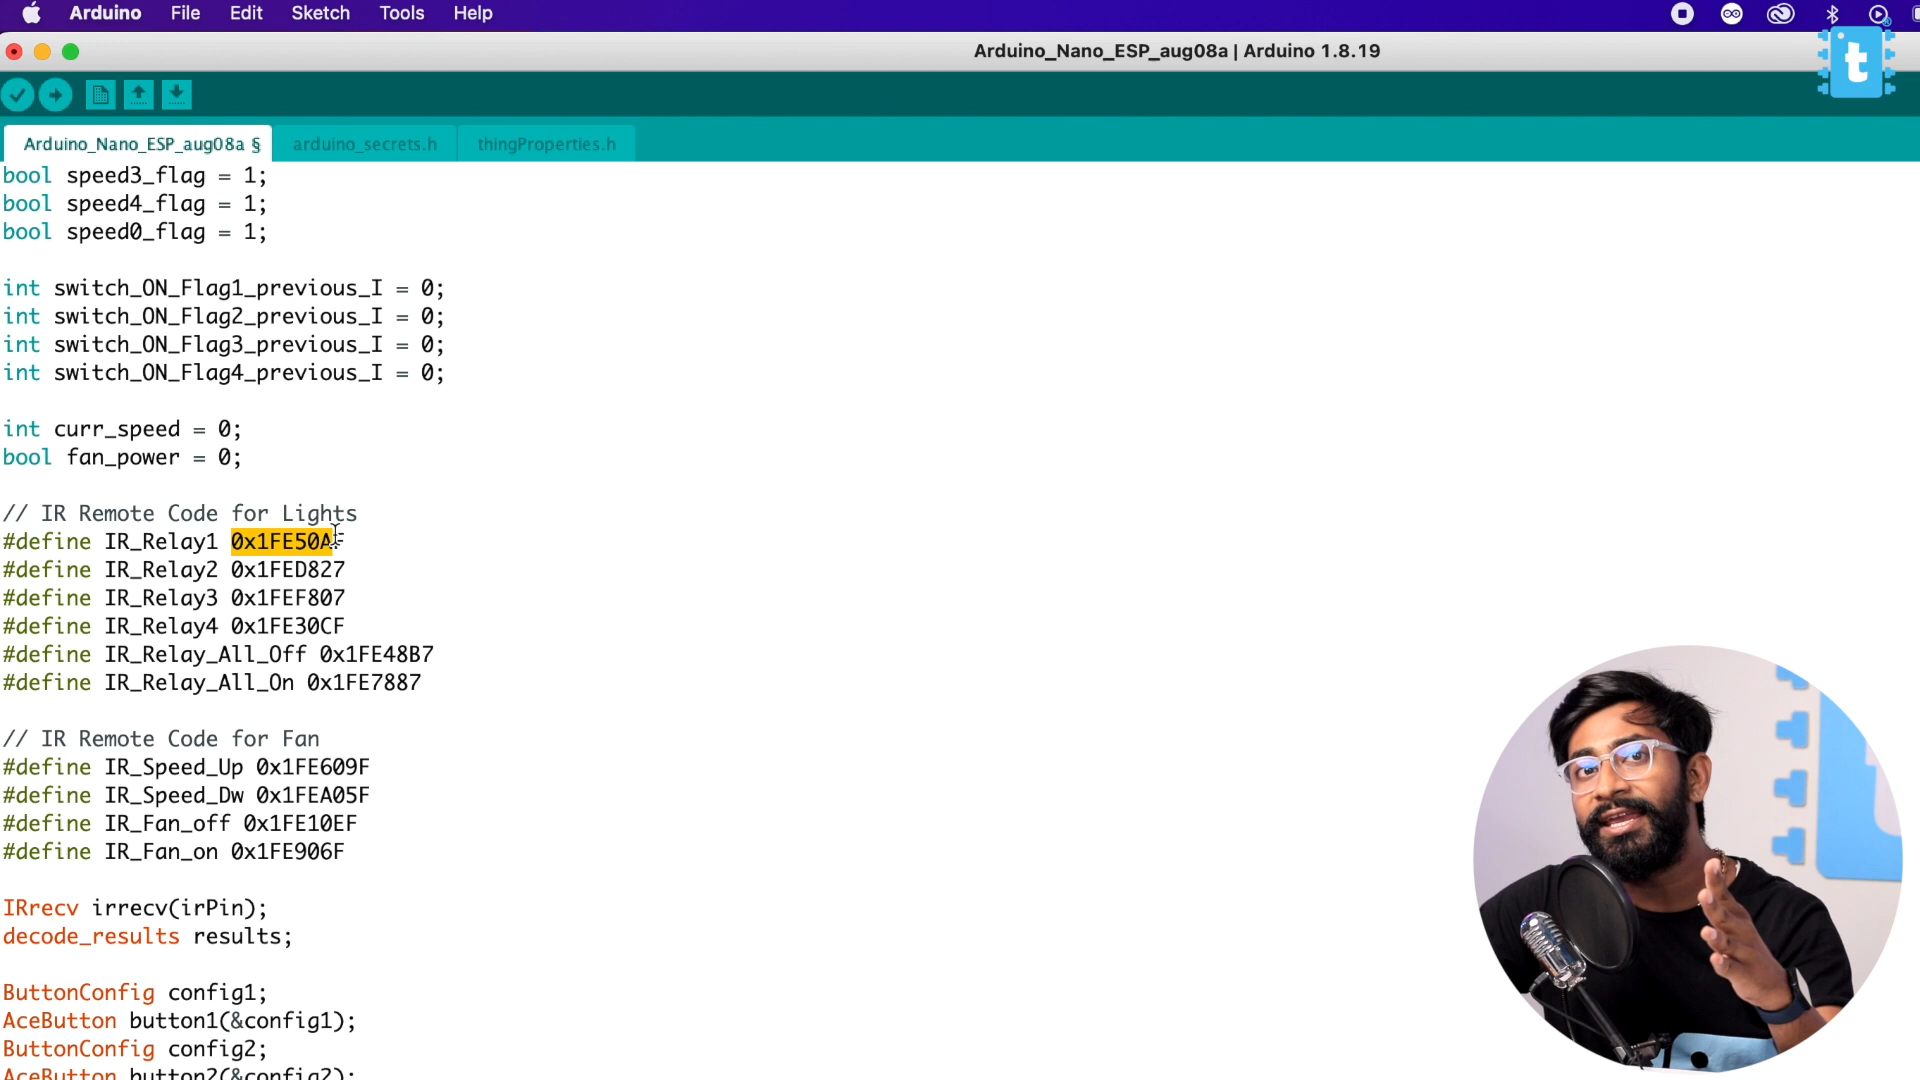 Arduino File Edit Sketch Tools Help
Arduino_Nano_ESP_aug08a | Arduino 1.8.19
t
Arduino_Nano_ESP_aug08a § arduino_secrets.h thingProperties.h
bool speed3_flag = 1;
bool speed4_flag = 1;
bool speed0_flag = 1;
int switch_ON_Flag1_previous_I = 0;
int switch_ON_Flag2_previous_I = 0;
int switch_ON_Flag3_previous_I = 0;
int switch_ON_Flag4_previous_I = 0;
int curr_speed = 0;
bool fan_power = 0;
// IR Remote Code for Lights
#define IR_Relay1 0x1FE50AF
#define IR_Relay2 0x1FED827
#define IR_Relay3 0x1FEF807
#define IR_Relay4 0x1FE30CF
#define IR_Relay_All_Off 0x1FE48B7
#define IR_Relay_All_On 0x1FE7887
// IR Remote Code for Fan
#define IR_Speed_Up 0x1FE609F
#define IR_Speed_Dw 0x1FEA05F
#define IR_Fan_off 0x1FE10EF
#define IR_Fan_on 0x1FE906F
IRrecv irrecv(irPin);
decode_results results;
ButtonConfig config1;
AceButton button1(&config1);
ButtonConfig config2;
AceButton button2(&config2);